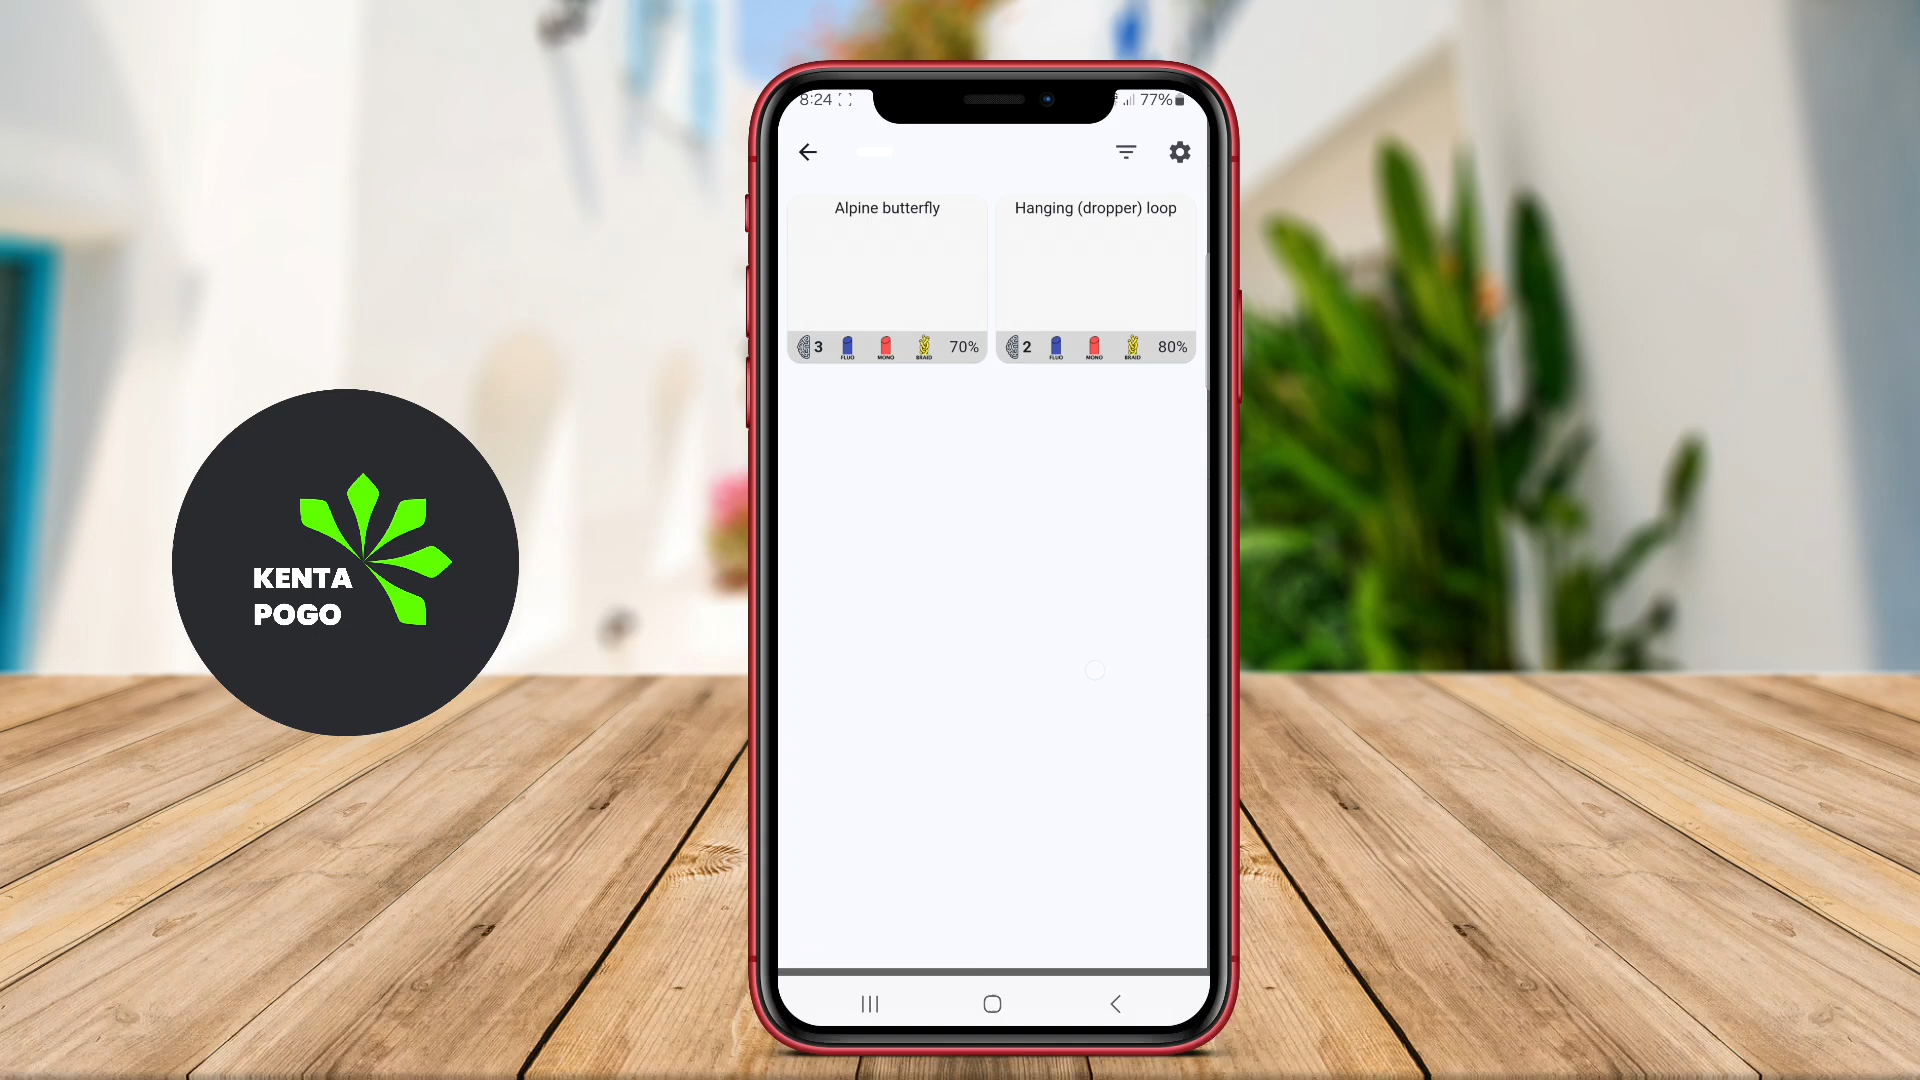 8:24
77%
Alpine butterfly
Hanging (dropper) loop
3
FLUO
MONO
BRAID
70%
2
FLUO
MONO
BRAID
80%
KENTA
POGO